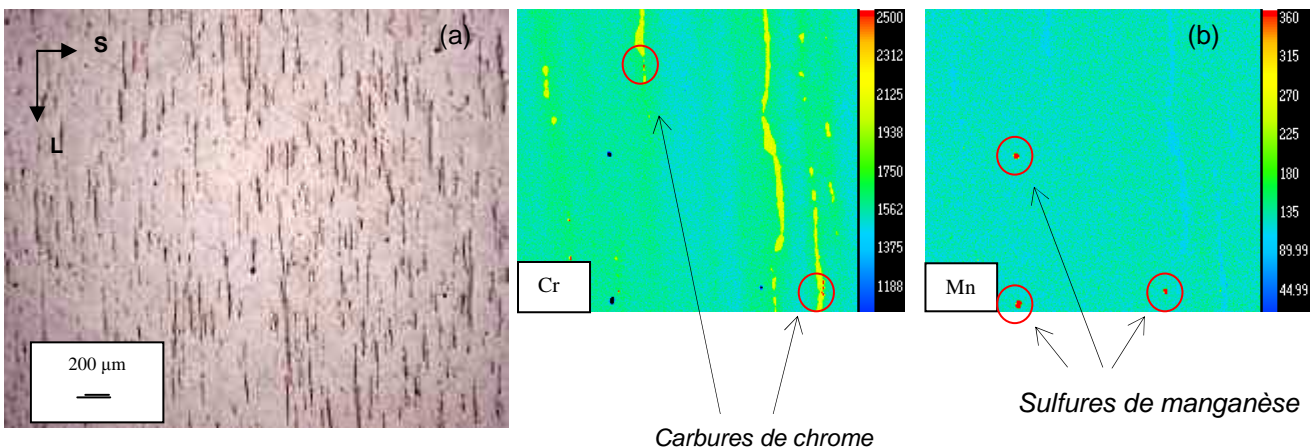 S
(a)
L
200 µm
Cr
2500
2312
2125
1938
1750
1562
1375
1188
(b)
Mn
360
315
270
225
180
135
89.99
44.99
Sulfures de manganèse
Carbures de chrome